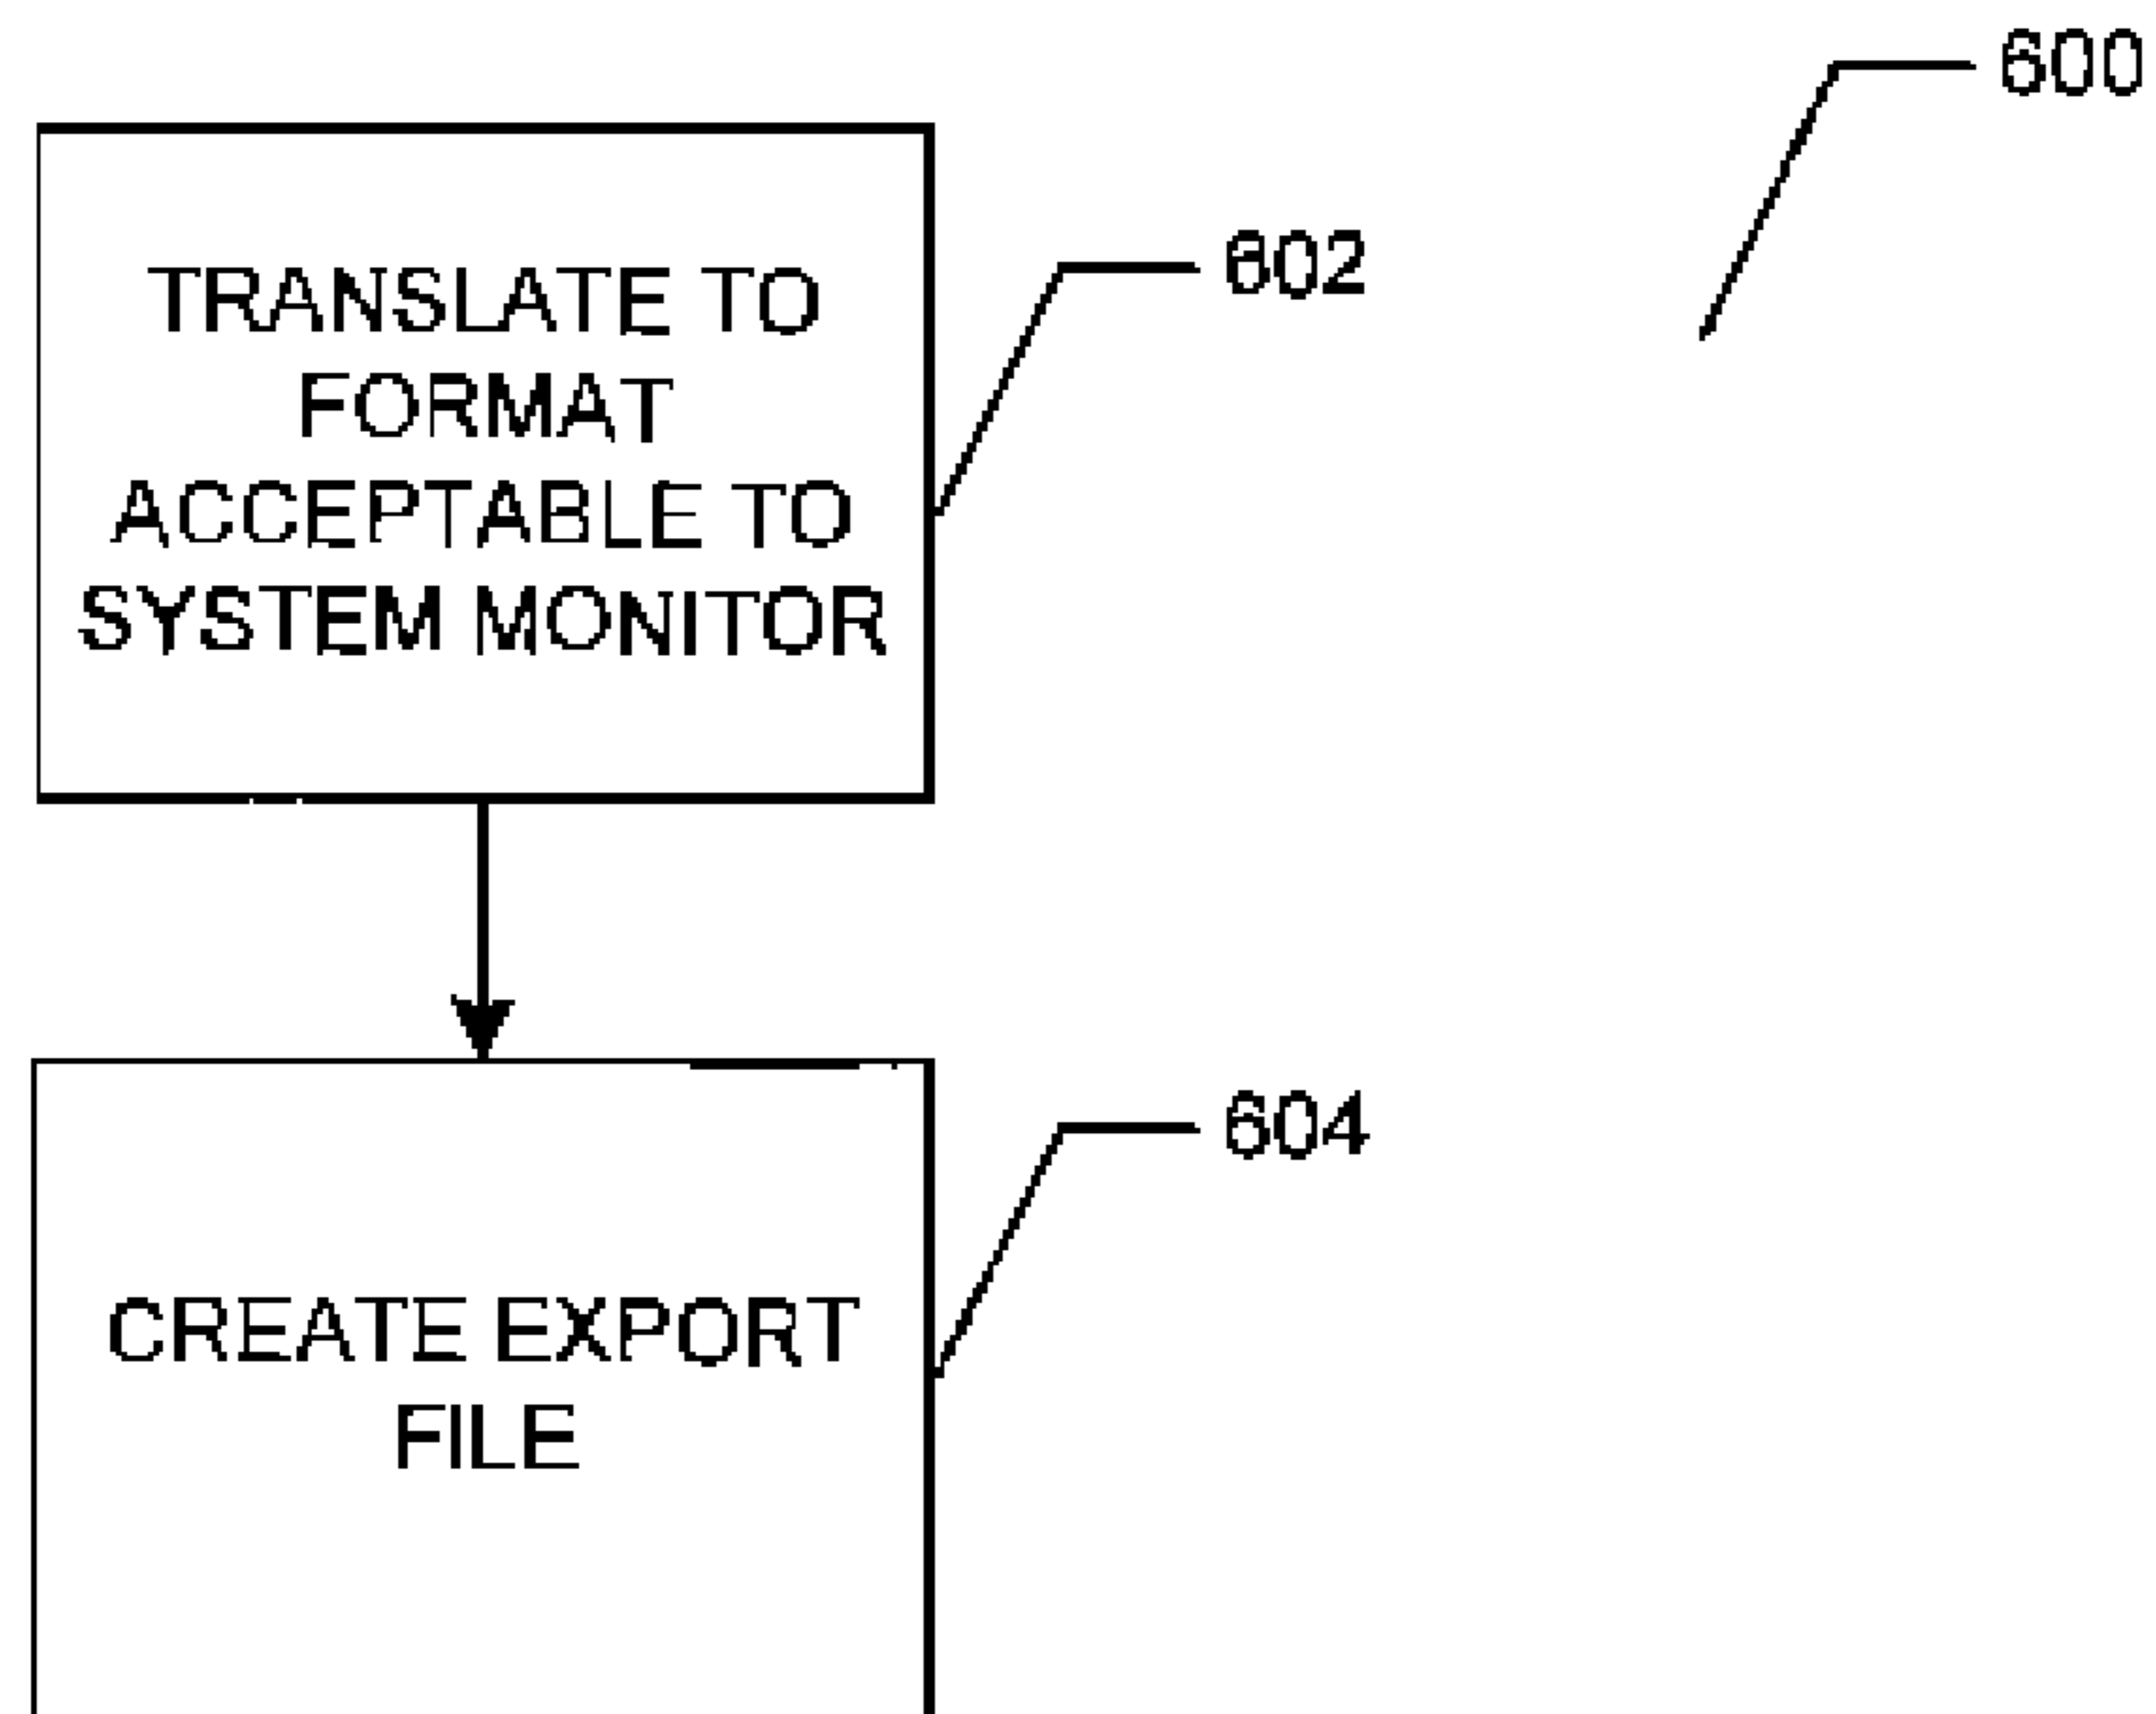 600
602
TRANSLATE TO
FORMAT
ACCEPTABLE TO
SYSTEM MONITOR
604
CREATE EXPORT
FILE